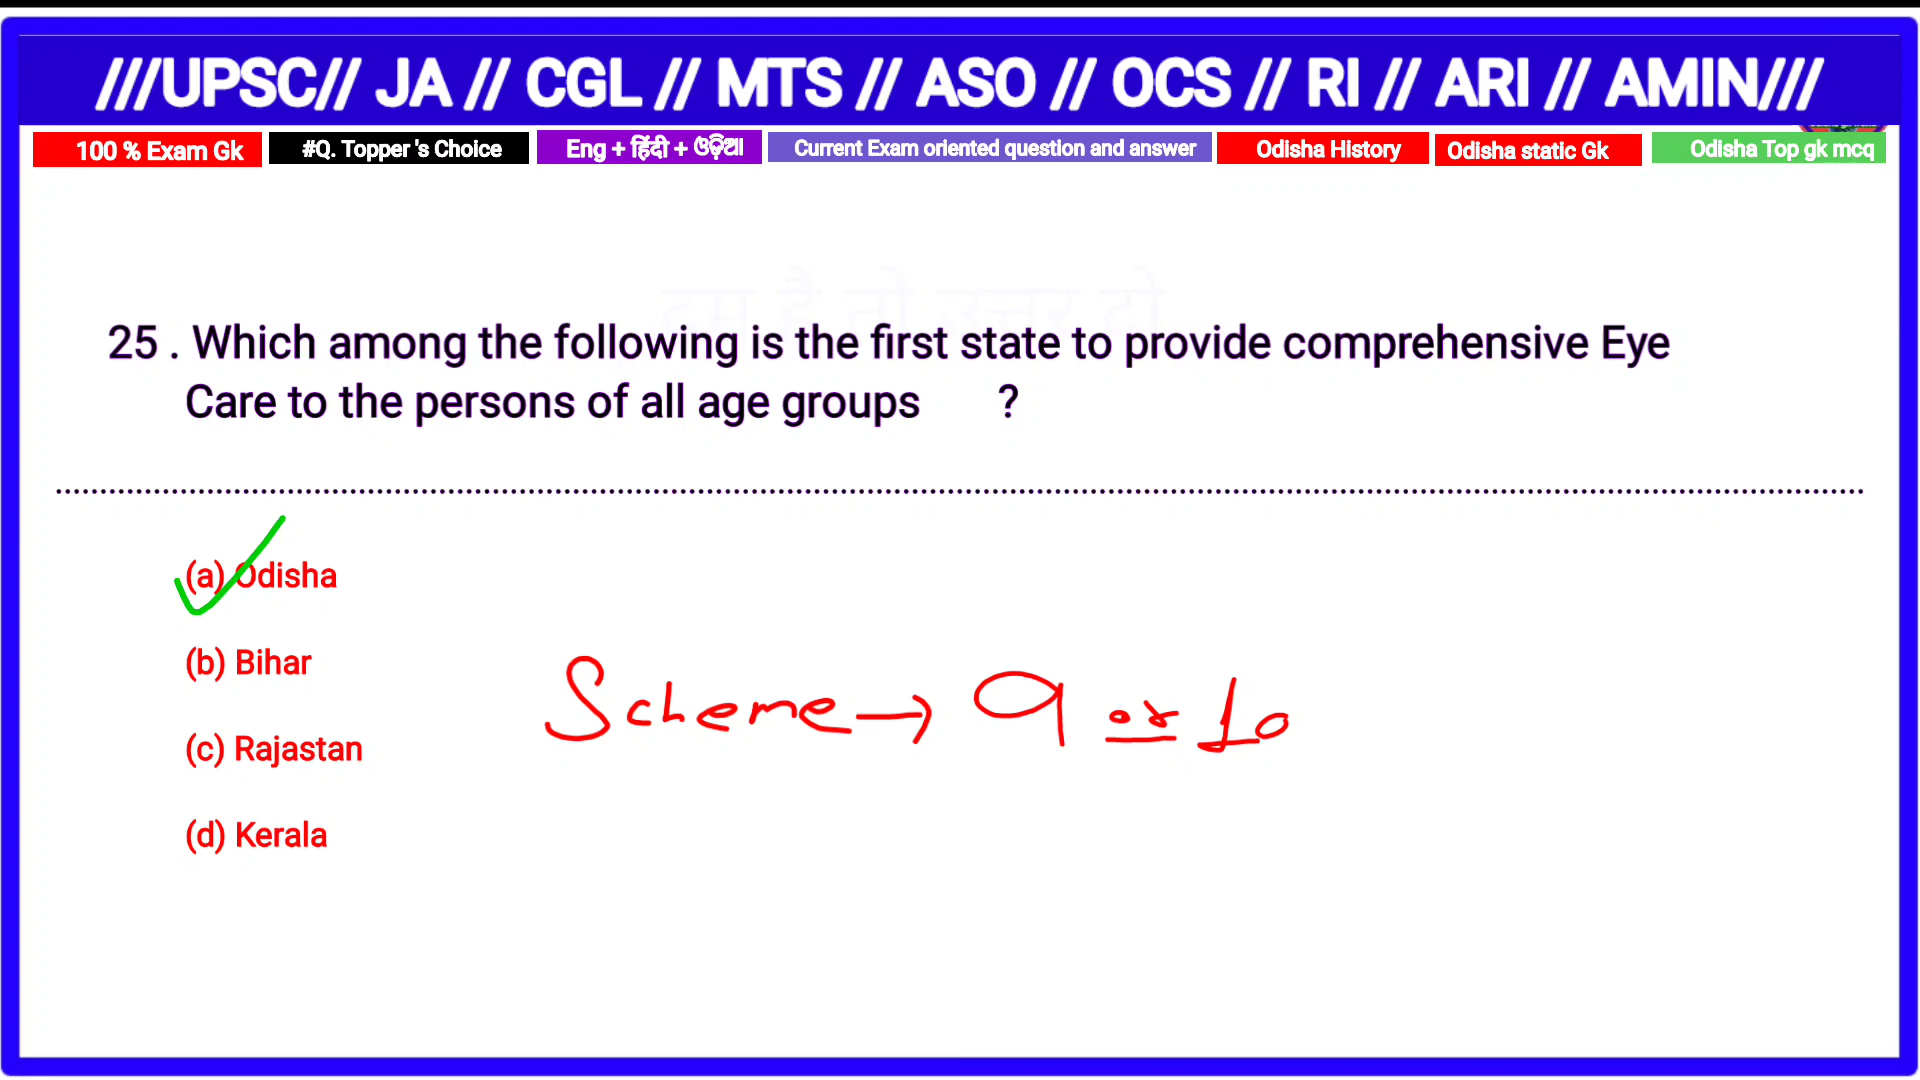 ///UPSC// JA // CGL // MTS // ASO // OCS // RI // ARI // AMIN///
100 % Exam Gk #Q. Topper 's Choice Eng + हिंदी + ଓଡ଼ିଆ Current Exam oriented question and answer Odisha History Odisha static Gk Odisha Top gk mcq
दम है तो उत्तर दो
25 . Which among the following is the first state to provide comprehensive Eye
Care to the persons of all age groups ?
(a) Odisha
(b) Bihar
Scheme → 9 or 10
(c) Rajastan
(d) Kerala